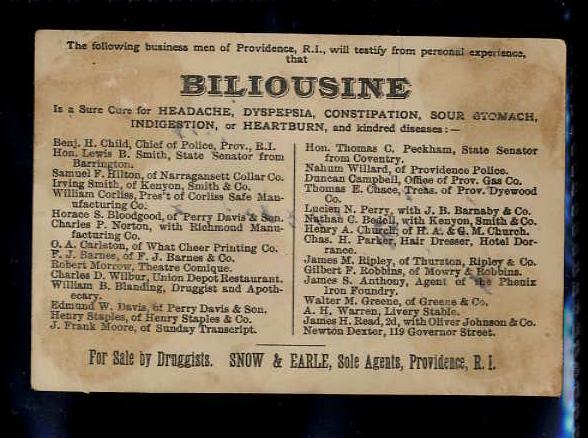 The following business men of Providence, R.I., will testify from personal experience,
that
BILIOUSINE
Is a Sure Cure for HEADACHE, DYSPEPSIA, CONSTIPATION, SOUR STOMACH,
INDIGESTION, or HEARTBURN, and kindred diseases:—
Benj. H. Child, Chief of Police, Prov., R.I.
Hon. Lewis B. Smith, State Senator from
Barrington.
Samuel F. Hilton, of Narragansett Collar Co.
Irving Smith, of Kenyon, Smith & Co.
William Corliss, Pres't of Corliss Safe Man-
ufacturing Co.
Horace S. Bloodgood, of Perry Davis & Son.
Charles P. Norton, with Richmond Manu-
facturing Co.
O. A. Carleton, of What Cheer Printing Co.
F. J. Barnes, of F. J. Barnes & Co.
Robert Morrow, Theatre Comique.
Charles D. Wilbur, Union Depot Restaurant.
William B. Blanding, Druggist and Apoth-
ecary.
Edmund W. Davis, of Perry Davis & Son.
Henry Staples, of Henry Staples & Co.
J. Frank Moore, of Sunday Transcript.
Hon. Thomas C. Peckham, State Senator
from Coventry.
Nahum Willard, of Providence Police.
Duncan Campbell, Office of Prov. Gas Co.
Thomas E. Chace, Treas. of Prov. Dyewood
Co.
Lucien N. Perry, with J. B. Barnaby & Co.
Nathan C. Bedell, with Kenyon, Smith & Co.
Henry A. Church, of H. A. & G. M. Church.
Chas. H. Parker, Hair Dresser, Hotel Dor-
rance.
James M. Ripley, of Thurston, Ripley & Co.
Gilbert F. Robbins, of Mowry & Robbins.
James S. Anthony, Agent of the Phenix
Iron Foundry.
Walter M. Greene, of Greene & Co.
A. H. Warren, Livery Stable.
James H. Read, 2d, with Oliver Johnson & Co.
Newton Dexter, 119 Governor Street.
For Sale by Druggists. SNOW & EARLE, Sole Agents, Providence, R. I.